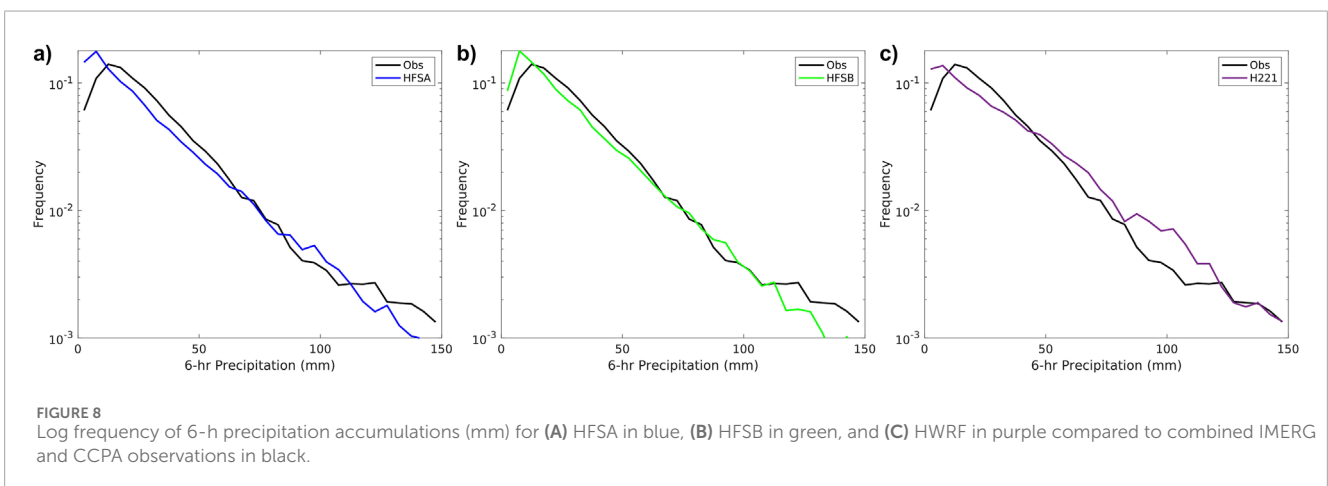 a)
Obs
HFSA
10^-1
10^-2
10^-3
Frequency
0 50 100 150
6-hr Precipitation (mm)
b)
Obs
HFSB
10^-1
10^-2
10^-3
Frequency
0 50 100 150
6-hr Precipitation (mm)
c)
Obs
H221
10^-1
10^-2
10^-3
Frequency
0 50 100 150
6-hr Precipitation (mm)
FIGURE 8
Log frequency of 6-h precipitation accumulations (mm) for (A) HFSA in blue, (B) HFSB in green, and (C) HWRF in purple compared to combined IMERG
and CCPA observations in black.